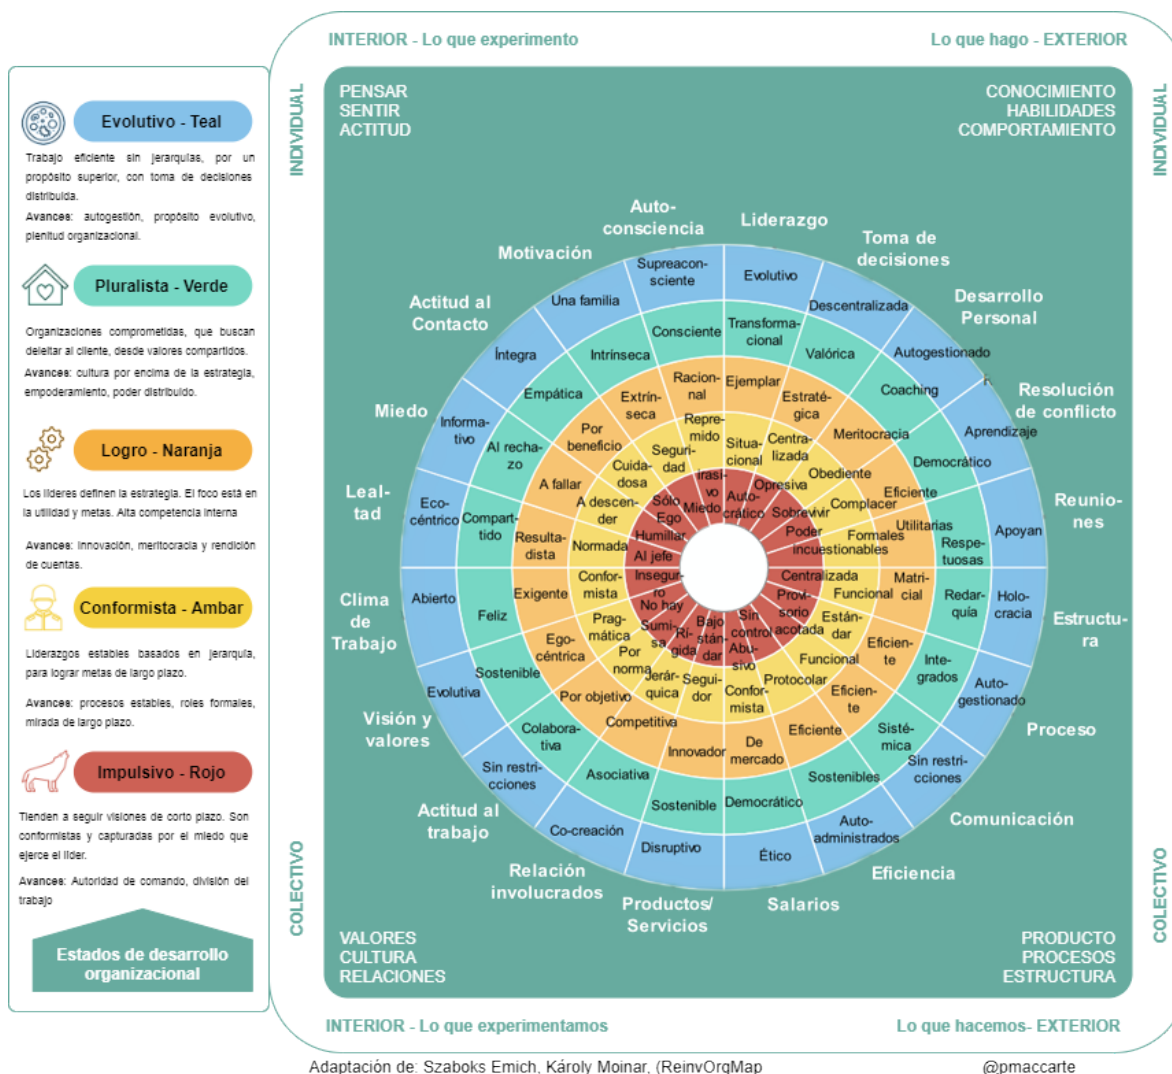 INTERIOR - Lo que experimento
Lo que hago - EXTERIOR
INDIVIDUAL
INDIVIDUAL
PENSAR
SENTIR
ACTITUD
CONOCIMIENTO
HABILIDADES
COMPORTAMIENTO
Evolutivo - Teal
Trabajo eficiente sin jerarquías, por un
propósito superior, con toma de decisiones
distribuida.
Avances: autogestión, propósito evolutivo,
plenitud organizacional.
Pluralista - Verde
Organizaciones comprometidas, que buscan
deleitar al cliente, desde valores compartidos.
Avances: cultura por encima de la estrategia,
empoderamiento, poder distribuido.
Logro - Naranja
Los líderes definen la estrategia. El foco está en
la utilidad y metas. Alta competencia interna
Avances: Innovación, meritocracia y rendición
de cuentas.
Conformista - Ambar
Liderazgos estables basados en jerarquía,
para lograr metas de largo plazo.
Avances: procesos estables, roles formales,
mirada de largo plazo.
Impulsivo - Rojo
Tienden a seguir visiones de corto plazo. Son
conformistas y capturadas por el miedo que
ejerce el líder.
Avances: Autoridad de comando, división del
trabajo
Estados de desarrollo
organizacional
Auto-
consciencia
Liderazgo
Toma de
decisiones
Desarrollo
Personal
Resolución
de conflicto
Reunio-
nes
Estructu-
ra
Proceso
Comunicación
Eficiencia
Salarios
Productos/
Servicios
Relación
involucrados
Actitud al
trabajo
Visión y
valores
Clima
de
Trabajo
Leal-
tad
Miedo
Actitud al
Contacto
Motivación
Supreacon-
sciente
Evolutivo
Descentralizada
Autogestionado
Aprendizaje
Apoyan
Holo-
cracia
Auto-
gestionado
Sin restri-
cciones
Auto-
administrados
Ético
Disruptivo
Co-creación
Sin restri-
cciones
Evolutiva
Abierto
Eco-
céntrico
Informa-
tivo
Íntegra
Una familia
Consciente
Transforma-
cional
Valórica
Coaching
Democrático
Respe-
tuosas
Redar-
quía
Inte-
grados
Sisté-
mica
Sostenibles
Democrático
Sostenible
Asociativa
Colabora-
tiva
Sostenible
Feliz
Compar-
tido
Al recha-
zo
Empática
Intrínseca
Racio-
nal
Ejemplar
Estraté-
gica
Meritocracia
Eficiente
Utilitarias
Matri-
cial
Eficien-
te
Eficien-
te
Eficiente
De
mercado
Innovador
Competitiva
Por objetivo
Ego-
céntrica
Exigente
Resulta-
dista
A fallar
Por
beneficio
Extrín-
seca
Repre-
mido
Situa-
cional
Centra-
lizada
Obediente
Complacer
Formales
Funcional
Están-
dar
Funcional
Protocolar
Confor-
mista
Segui-
dor
Jerár-
quica
Por
norma
Prag-
mática
Confor-
mista
Normada
A descen-
der
Cuida-
dosa
Seguri-
dad
Auto-
crático
Opresiva
Sobrevivir
Poder
incuestionables
Centralizada
Provi-
sorio
acotada
Sin
control
Abu-
sivo
Bajo
stán-
dar
Rí-
gida
Sumi-
sa
No hay
Insegur-
ro
Al jefe
Humillar
Sólo
Ego
Miedo
VALORES
CULTURA
RELACIONES
PRODUCTO
PROCESOS
ESTRUCTURA
COLECTIVO
COLECTIVO
INTERIOR - Lo que experimentamos
Lo que hacemos- EXTERIOR
Adaptación de: Szaboks Emich, Károly Moinar, (ReinvOrgMap
@pmaccarte